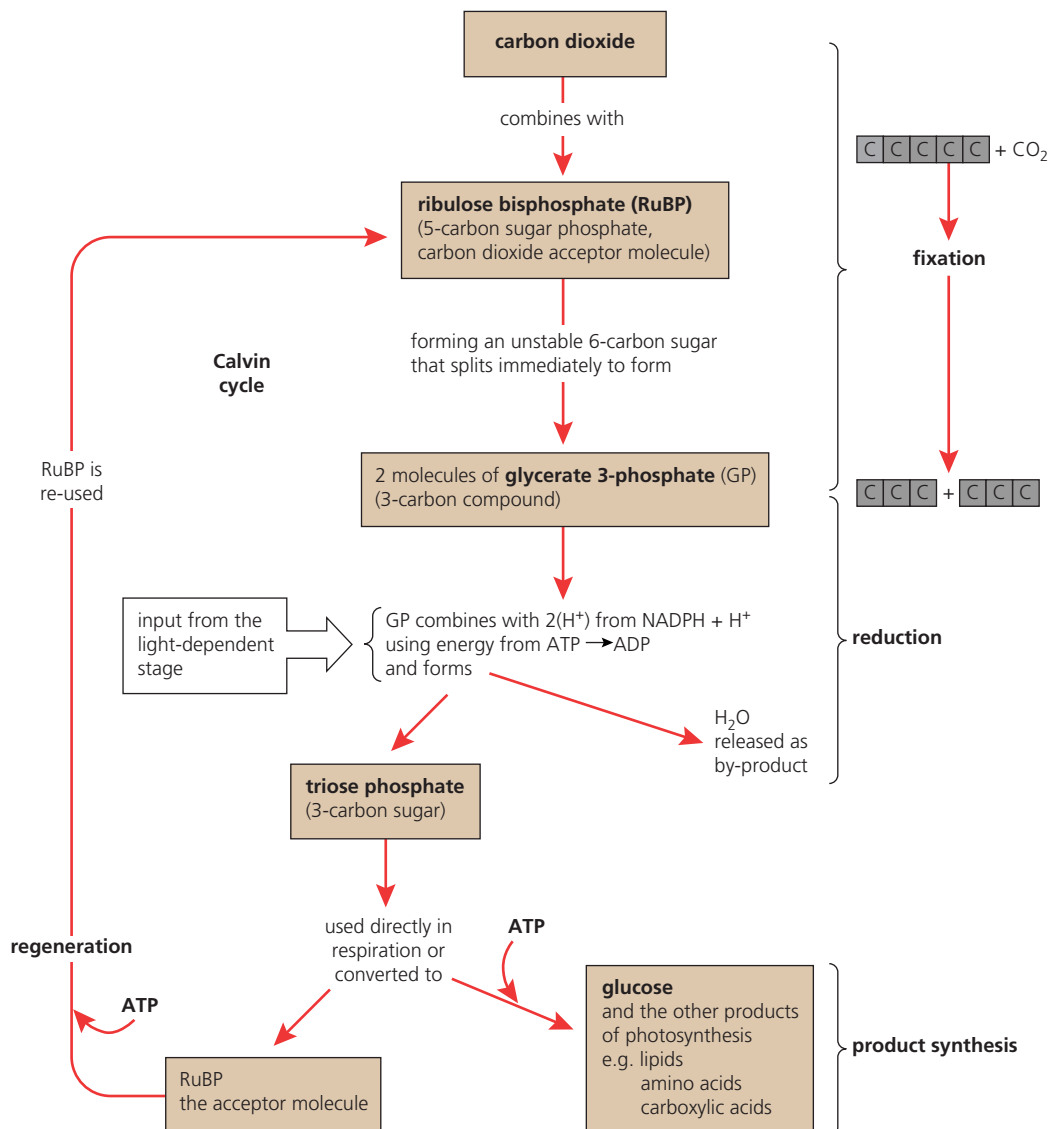 carbon dioxide
combines with
C C C C C + CO₂
ribulose bisphosphate (RuBP)
(5-carbon sugar phosphate,
carbon dioxide acceptor molecule)
fixation
forming an unstable 6-carbon sugar
that splits immediately to form
Calvin
cycle
RuBP is
re-used
2 molecules of glycerate 3-phosphate (GP)
(3-carbon compound)
C C C + C C C
input from the
light-dependent
stage
GP combines with 2(H⁺) from NADPH + H⁺
using energy from ATP → ADP
and forms
reduction
H₂O
released as
by-product
triose phosphate
(3-carbon sugar)
used directly in
respiration or
converted to
ATP
regeneration
ATP
glucose
and the other products
of photosynthesis
e.g. lipids
amino acids
carboxylic acids
product synthesis
RuBP
the acceptor molecule